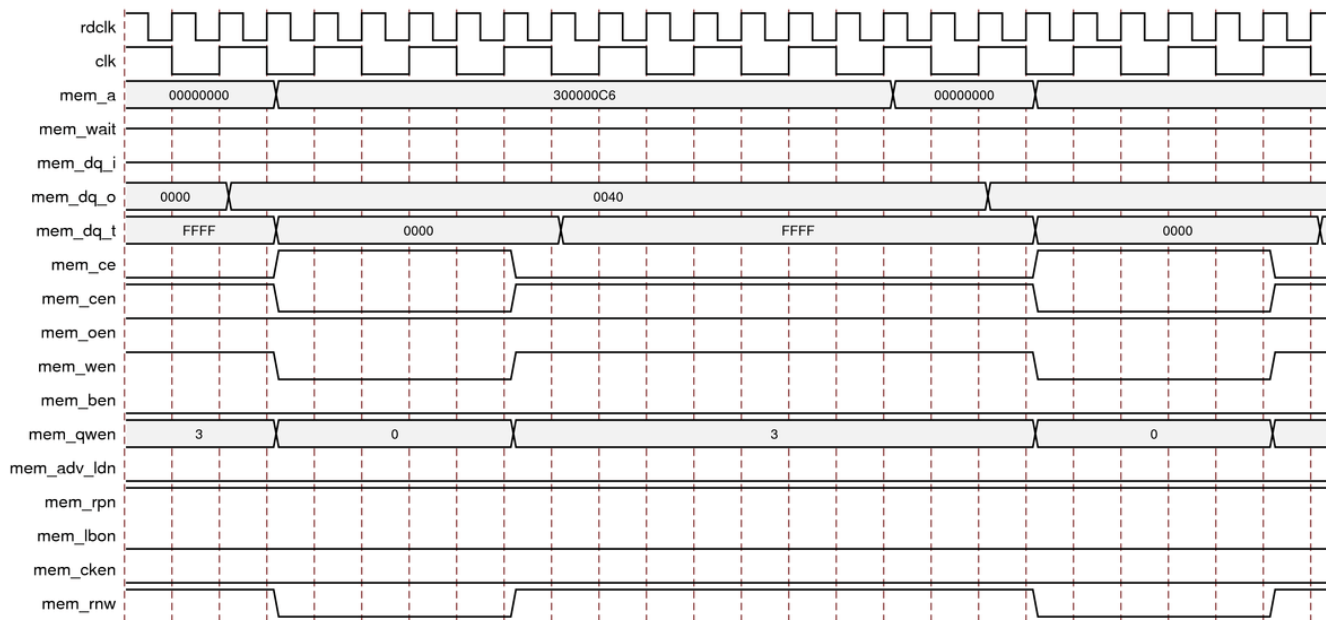 rdclk
clk
mem_a 00000000 300000C6 00000000
mem_wait
mem_dq_i
mem_dq_o 0000 0040
mem_dq_t FFFF 0000 FFFF 0000
mem_ce
mem_cen
mem_oen
mem_wen
mem_ben
mem_qwen 3 0 3 0
mem_adv_ldn
mem_rpn
mem_lbon
mem_cken
mem_rnw